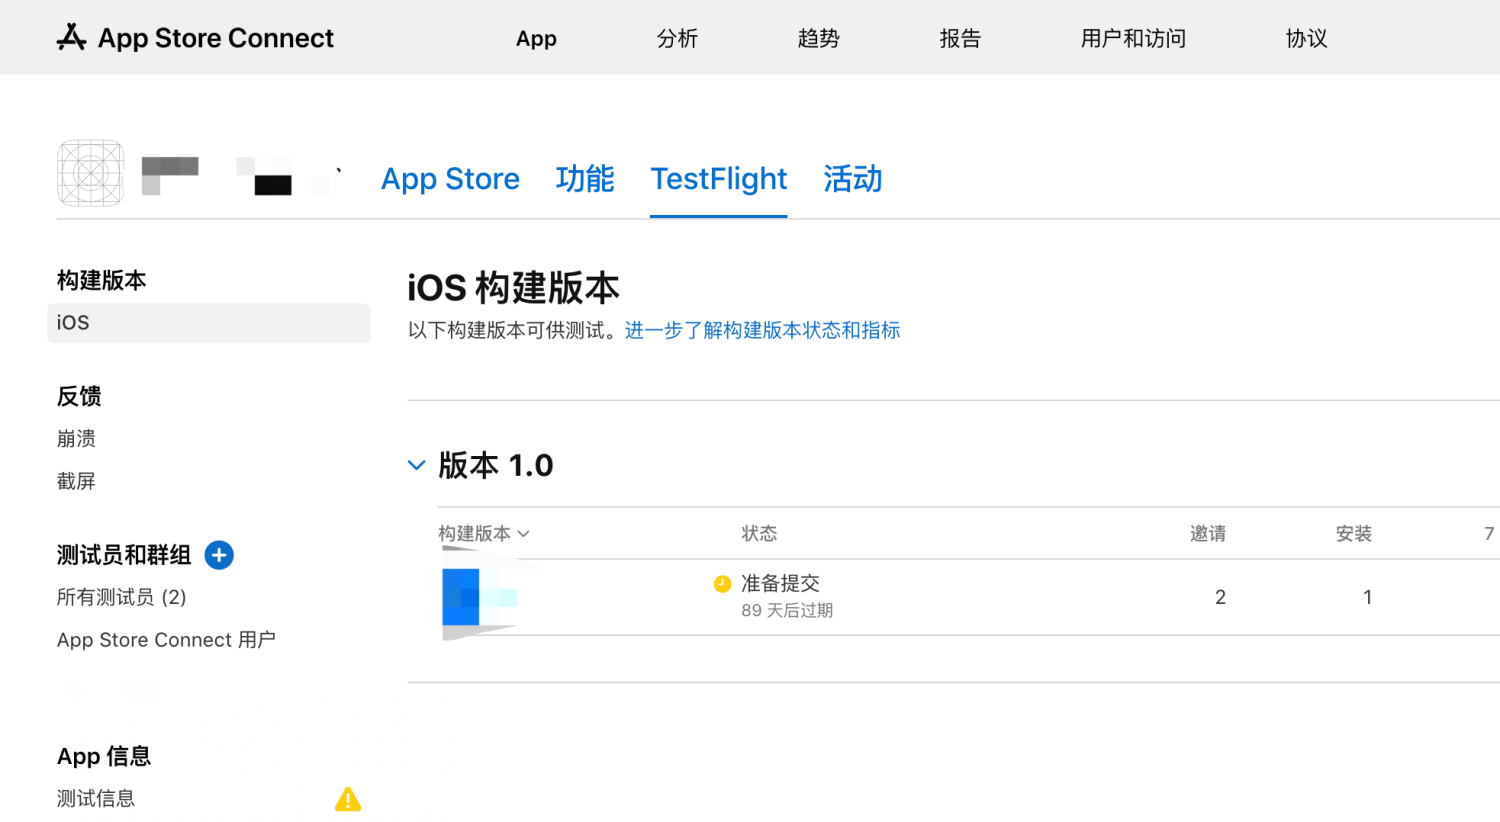 App Store Connect
App
分析
趋势
报告
用户和访问
协议
App Store
功能
TestFlight
活动
构建版本
iOS
反馈
崩溃
截屏
测试员和群组
所有测试员 (2)
App Store Connect 用户
App 信息
测试信息
iOS 构建版本
以下构建版本可供测试。进一步了解构建版本状态和指标
版本 1.0
构建版本
状态
邀请
安装
7
准备提交
89 天后过期
2
1